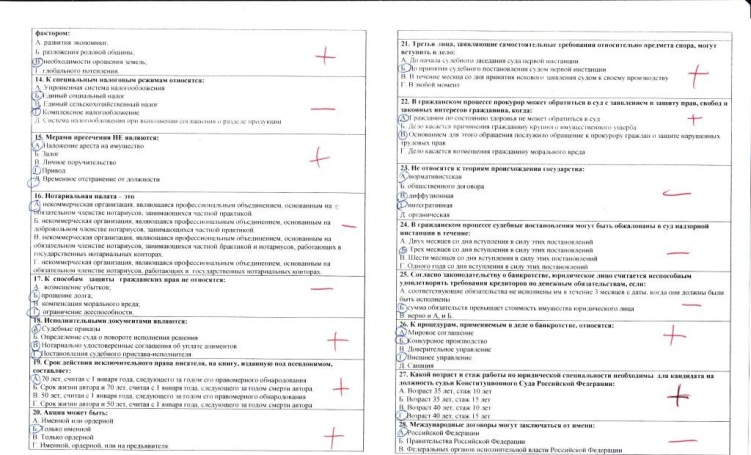 фактором:
А. развития экономики;
Б. разложения родовой общины;
В. необходимости орошения земель;
Г. глобального потепления.
14. К специальным налоговым режимам относятся:
А. Упрощенная система налогообложения
Б. Единый социальный налог
В. Единый сельскохозяйственный налог
Г. Комплексное налогообложение
Д. Система налогообложения при выполнении соглашения о разделе продукции
15. Мерами пресечения НЕ являются:
А. Наложение ареста на имущество
Б. Залог
В. Личное поручительство
Г. Привод
Д. Временное отстранение от должности
16. Нотариальная палата – это
А. некоммерческая организация, являющаяся профессиональным объединением, основанным на
обязательном членстве нотариусов, занимающихся частной практикой.
Б. некоммерческая организация, являющаяся профессиональным объединением, основанным на
добровольном членстве нотариусов, занимающихся частной практикой.
В. некоммерческая организация, являющаяся профессиональным объединением, основанным на
обязательном членстве нотариусов, занимающихся частной практикой и нотариусов, работающих в
государственных нотариальных конторах.
Г. некоммерческая организация, являющаяся профессиональным объединением, основанным на
обязательном членстве нотариусов, работающих в государственных нотариальных конторах.
17. К способам защиты гражданских прав не относится:
А. возмещение убытков;
Б. прощение долга;
В. компенсация морального вреда;
Г. ограничение дееспособности.
18. Исполнительными документами являются:
А. Судебные приказы
Б. Определение суда о повороте исполнения решения
В. Нотариально удостоверенные соглашения об уплате алиментов
Г. Постановления судебного пристава-исполнителя
19. Срок действия исключительного права писателя, на книгу, изданную под псевдонимом,
составляет:
А. 70 лет, считая с 1 января года, следующего за годом его правомерного обнародования
Б. Срок жизни автора и 70 лет, считая с 1 января года, следующего за годом смерти автора
В. 50 лет, считая с 1 января года, следующего за годом его правомерного обнародования
Г. Срок жизни автора и 50 лет, считая с 1 января года, следующего за годом смерти автора
20. Акция может быть:
А. Именной или ордерной
Б. Только именной
В. Только ордерной
Г. Именной, ордерной, или на предъявителя
21. Третьи лица, заявляющие самостоятельные требования относительно предмета спора, могут
вступить в дело:
А. До начала судебного заседания суда первой инстанции
Б. До принятия судебного постановления судом первой инстанции
В. В течение месяца со дня принятия искового заявления судом к своему производству
Г. В любой момент
22. В гражданском процессе прокурор может обратиться в суд с заявлением в защиту прав, свобод и
законных интересов гражданина, когда:
А. Гражданин по состоянию здоровья не может обратиться в суд
Б. Дело касается причинения гражданину крупного имущественного ущерба
В. Основанием для этого обращения послужило обращение к прокурору граждан о защите нарушенных
трудовых прав
Г. Дело касается возмещения гражданину морального вреда
23. Не относятся к теориям происхождения государства:
А. нормативистская
Б. общественного договора
В. диффузионная
Г. интегративная
Д. органическая
24. В гражданском процессе судебные постановления могут быть обжалованы в суд надзорной
инстанции в течение:
А. Двух месяцев со дня вступления в силу этих постановлений
Б. Трех месяцев со дня вступления в силу этих постановлений
В. Шести месяцев со дня вступления в силу этих постановлений
Г. Одного года со дня вступления в силу этих постановлений
25. Согласно законодательству о банкротстве, юридическое лицо считается неспособным
удовлетворить требования кредиторов по денежным обязательствам, если:
А. соответствующие обязательства не исполнены им в течение 3 месяцев с даты, когда они должны были
быть исполнены
Б. сумма обязательств превышает стоимость имущества юридического лица
В. верно и А, и Б.
26. К процедурам, применяемым в деле о банкротстве, относятся:
А. Мировое соглашение
Б. Конкурсное производство
В. Доверительное управление
Г. Внешнее управление
Д. Санация
27. Какой возраст и стаж работы по юридической специальности необходимы для кандидата на
должность судьи Конституционного Суда Российской Федерации:
А. Возраст 35 лет, стаж 10 лет
Б. Возраст 35 лет, стаж 15 лет
В. Возраст 40 лет, стаж 10 лет
Г. Возраст 40 лет, стаж 15 лет
28. Международные договоры могут заключаться от имени:
А. Российской Федерации
Б. Правительства Российской Федерации
В. Федеральных органов исполнительной власти Российской Федерации